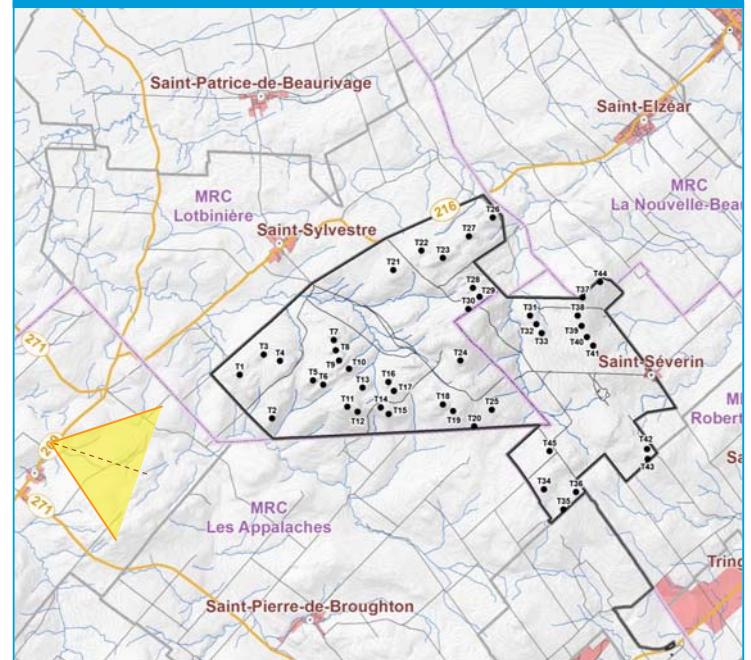 Saint-Patrice-de-Beaurivage
Saint-Elzéar
MRC
Lotbinière
MRC
La Nouvelle-Beau
216
Saint-Sylvestre
T26
T27
T22
T23
T21
T28
T29
T30
T44
T37
T31
T38
T32
T39
T33
T40
T41
271
T7
T8
T3
T4
T9
T10
T24
Saint-Séverin
T1
T5
T6
T16
T13
T17
MR
Robert
T11
T14
T18
T25
T2
T12
T15
T19
T20
T45
T42
T43
Sa
271
T34
T36
T35
MRC
Les Appalaches
Tring
Saint-Pierre-de-Broughton